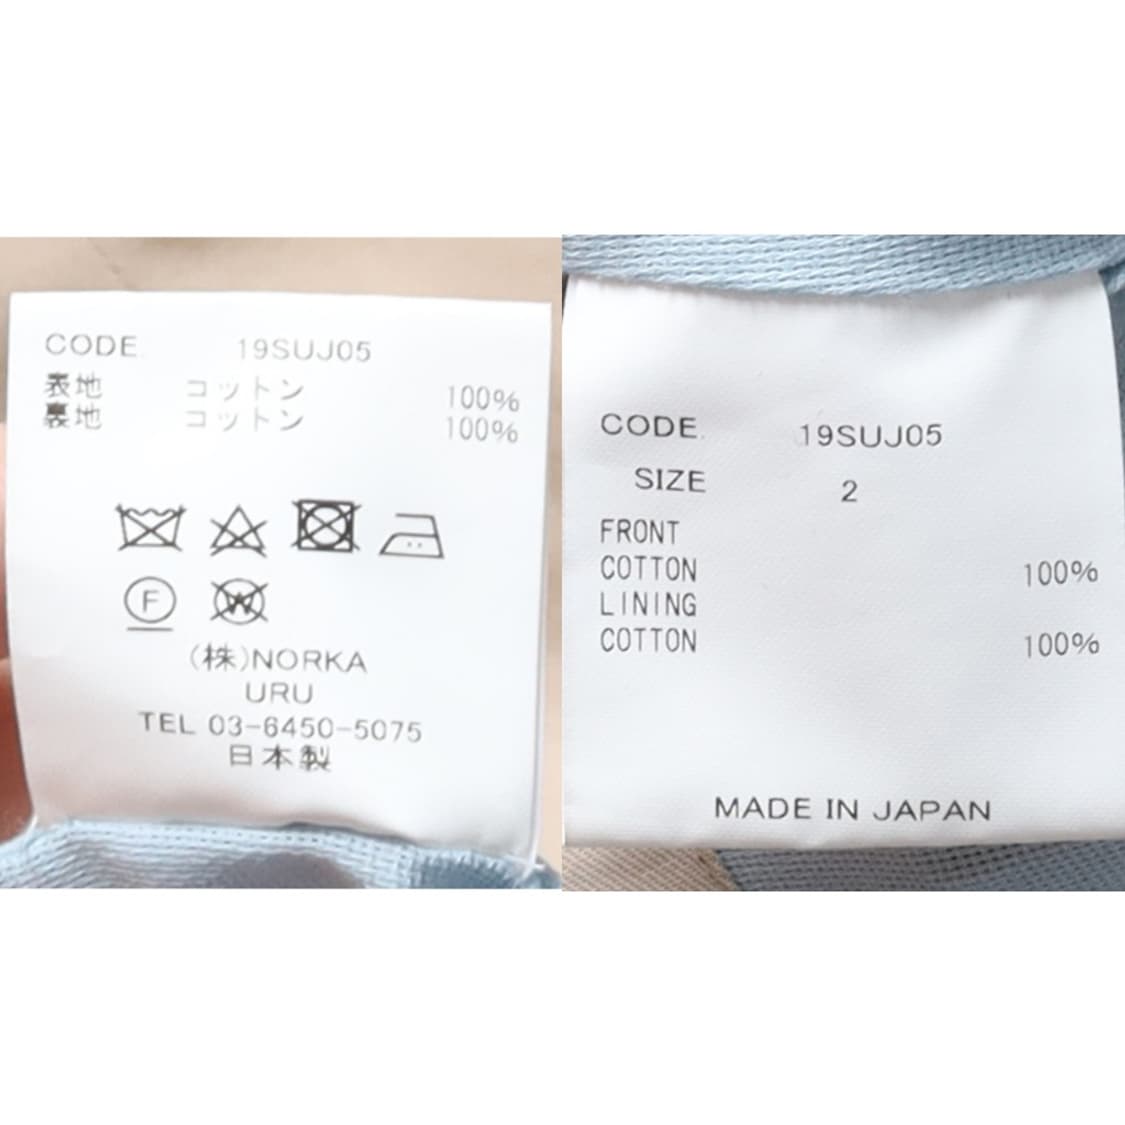 CODE. 19SUJ05
表地 コットン 100%
裏地 コットン 100%
F
W
(株)NORKA
URU
TEL 03-6450-5075
日本製
CODE. 19SUJ05
SIZE 2
FRONT
COTTON 100%
LINING
COTTON 100%
MADE IN JAPAN